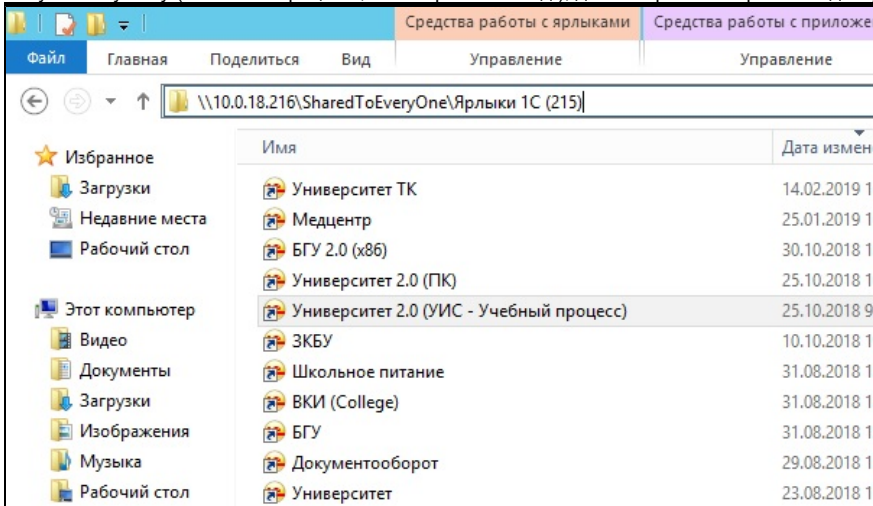 Средства работы с ярлыками Средства работы с приложе
Файл Главная Поделиться Вид Управление Управление
\\10.0.18.216\SharedToEveryOne\Ярлыки 1С (215)
Имя Дата измен
Избранное
Загрузки Университет ТК 14.02.2019 1
Недавние места Медцентр 25.01.2019 1
Рабочий стол БГУ 2.0 (x86) 30.10.2018 1
Университет 2.0 (ПК) 25.10.2018 1
Этот компьютер Университет 2.0 (УИС - Учебный процесс) 25.10.2018 9
Видео ЗКБУ 10.10.2018 1
Документы Школьное питание 31.08.2018 1
Загрузки ВКИ (College) 31.08.2018 1
Изображения БГУ 31.08.2018 1
Музыка Документооборот 29.08.2018 1
Рабочий стол Университет 23.08.2018 1